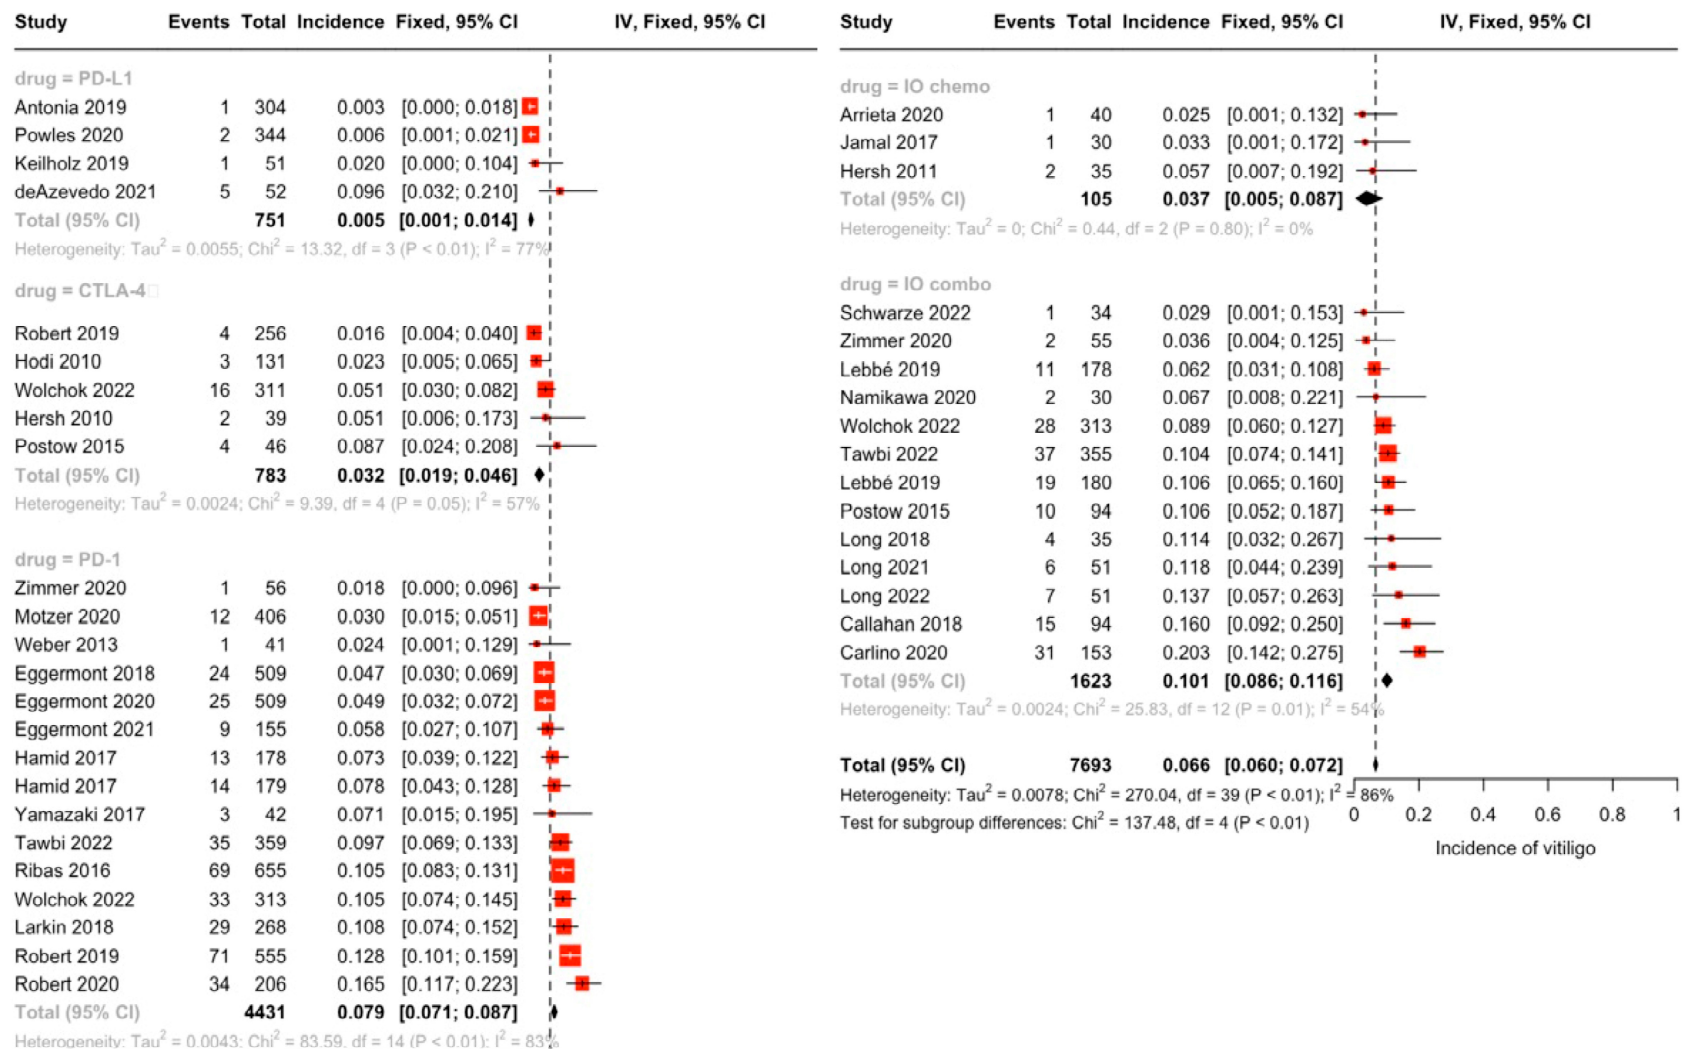 Study Events Total Incidence Fixed, 95% CI IV, Fixed, 95% CI
drug = PD-L1
Antonia 2019 1 304 0.003 [0.000; 0.018]
Powles 2020 2 344 0.006 [0.001; 0.021]
Keilholz 2019 1 51 0.020 [0.000; 0.104]
deAzevedo 2021 5 52 0.096 [0.032; 0.210]
Total (95% CI) 751 0.005 [0.001; 0.014]
Heterogeneity: Tau² = 0.0055; Chi² = 13.32, df = 3 (P < 0.01); I² = 77%
drug = CTLA-4
Robert 2019 4 256 0.016 [0.004; 0.040]
Hodi 2010 3 131 0.023 [0.005; 0.065]
Wolchok 2022 16 311 0.051 [0.030; 0.082]
Hersh 2010 2 39 0.051 [0.006; 0.173]
Postow 2015 4 46 0.087 [0.024; 0.208]
Total (95% CI) 783 0.032 [0.019; 0.046]
Heterogeneity: Tau² = 0.0024; Chi² = 9.39, df = 4 (P = 0.05); I² = 57%
drug = PD-1
Zimmer 2020 1 56 0.018 [0.000; 0.096]
Motzer 2020 12 406 0.030 [0.015; 0.051]
Weber 2013 1 41 0.024 [0.001; 0.129]
Eggermont 2018 24 509 0.047 [0.030; 0.069]
Eggermont 2020 25 509 0.049 [0.032; 0.072]
Eggermont 2021 9 155 0.058 [0.027; 0.107]
Hamid 2017 13 178 0.073 [0.039; 0.122]
Hamid 2017 14 179 0.078 [0.043; 0.128]
Yamazaki 2017 3 42 0.071 [0.015; 0.195]
Tawbi 2022 35 359 0.097 [0.069; 0.133]
Ribas 2016 69 655 0.105 [0.083; 0.131]
Wolchok 2022 33 313 0.105 [0.074; 0.145]
Larkin 2018 29 268 0.108 [0.074; 0.152]
Robert 2019 71 555 0.128 [0.101; 0.159]
Robert 2020 34 206 0.165 [0.117; 0.223]
Total (95% CI) 4431 0.079 [0.071; 0.087]
Heterogeneity: Tau² = 0.0043; Chi² = 83.59, df = 14 (P < 0.01); I² = 83%
Study Events Total Incidence Fixed, 95% CI IV, Fixed, 95% CI
drug = IO chemo
Arrieta 2020 1 40 0.025 [0.001; 0.132]
Jamal 2017 1 30 0.033 [0.001; 0.172]
Hersh 2011 2 35 0.057 [0.007; 0.192]
Total (95% CI) 105 0.037 [0.005; 0.087]
Heterogeneity: Tau² = 0; Chi² = 0.44, df = 2 (P = 0.80); I² = 0%
drug = IO combo
Schwarze 2022 1 34 0.029 [0.001; 0.153]
Zimmer 2020 2 55 0.036 [0.004; 0.125]
Lebbé 2019 11 178 0.062 [0.031; 0.108]
Namikawa 2020 2 30 0.067 [0.008; 0.221]
Wolchok 2022 28 313 0.089 [0.060; 0.127]
Tawbi 2022 37 355 0.104 [0.074; 0.141]
Lebbé 2019 19 180 0.106 [0.065; 0.160]
Postow 2015 10 94 0.106 [0.052; 0.187]
Long 2018 4 35 0.114 [0.032; 0.267]
Long 2021 6 51 0.118 [0.044; 0.239]
Long 2022 7 51 0.137 [0.057; 0.263]
Callahan 2018 15 94 0.160 [0.092; 0.250]
Carlino 2020 31 153 0.203 [0.142; 0.275]
Total (95% CI) 1623 0.101 [0.086; 0.116]
Heterogeneity: Tau² = 0.0024; Chi² = 25.83, df = 12 (P = 0.01); I² = 54%
Total (95% CI) 7693 0.066 [0.060; 0.072]
Heterogeneity: Tau² = 0.0078; Chi² = 270.04, df = 39 (P < 0.01); I² = 86%
Test for subgroup differences: Chi² = 137.48, df = 4 (P < 0.01)
0 0.2 0.4 0.6 0.8 1
Incidence of vitiligo